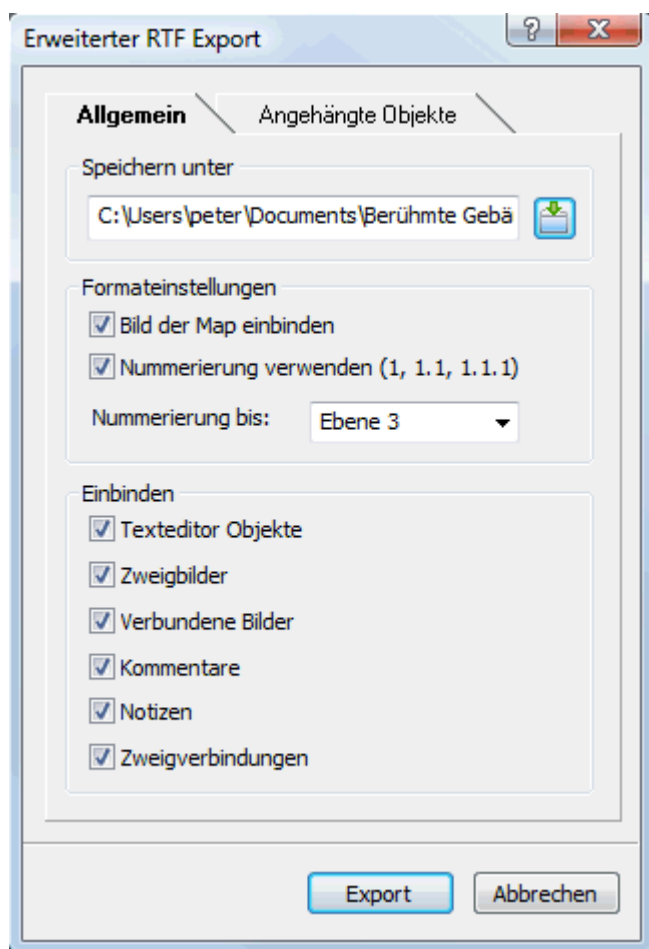 Erweiterter RTF Export
Allgemein Angehängte Objekte
Speichern unter
C:\Users\peter\Documents\Berühmte Gebä
Formateinstellungen
Bild der Map einbinden
Nummerierung verwenden (1, 1.1, 1.1.1)
Nummerierung bis: Ebene 3
Einbinden
Texteditor Objekte
Zweigbilder
Verbundene Bilder
Kommentare
Notizen
Zweigverbindungen
Export Abbrechen